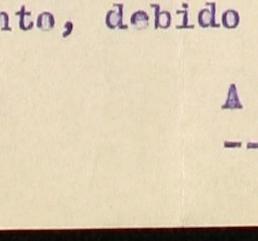 nto, debido
A
--